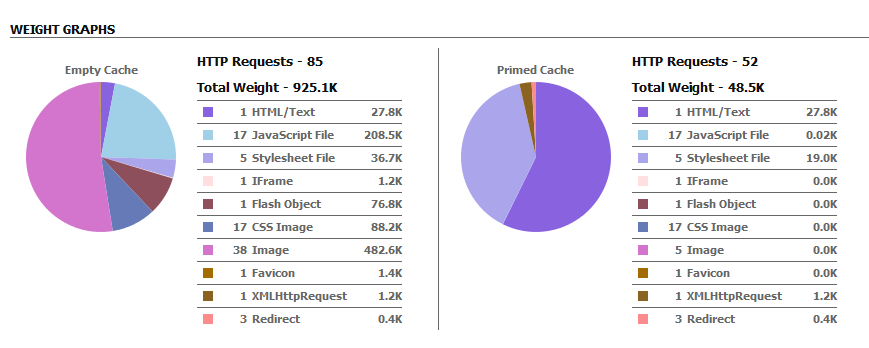 WEIGHT GRAPHS
Empty Cache
HTTP Requests - 85
Total Weight - 925.1K
1 HTML/Text 27.8K
17 JavaScript File 208.5K
5 Stylesheet File 36.7K
1 IFrame 1.2K
1 Flash Object 76.8K
17 CSS Image 88.2K
38 Image 482.6K
1 Favicon 1.4K
1 XMLHttpRequest 1.2K
3 Redirect 0.4K
Primed Cache
HTTP Requests - 52
Total Weight - 48.5K
1 HTML/Text 27.8K
17 JavaScript File 0.02K
5 Stylesheet File 19.0K
1 IFrame 0.0K
1 Flash Object 0.0K
17 CSS Image 0.0K
5 Image 0.0K
1 Favicon 0.0K
1 XMLHttpRequest 1.2K
3 Redirect 0.4K